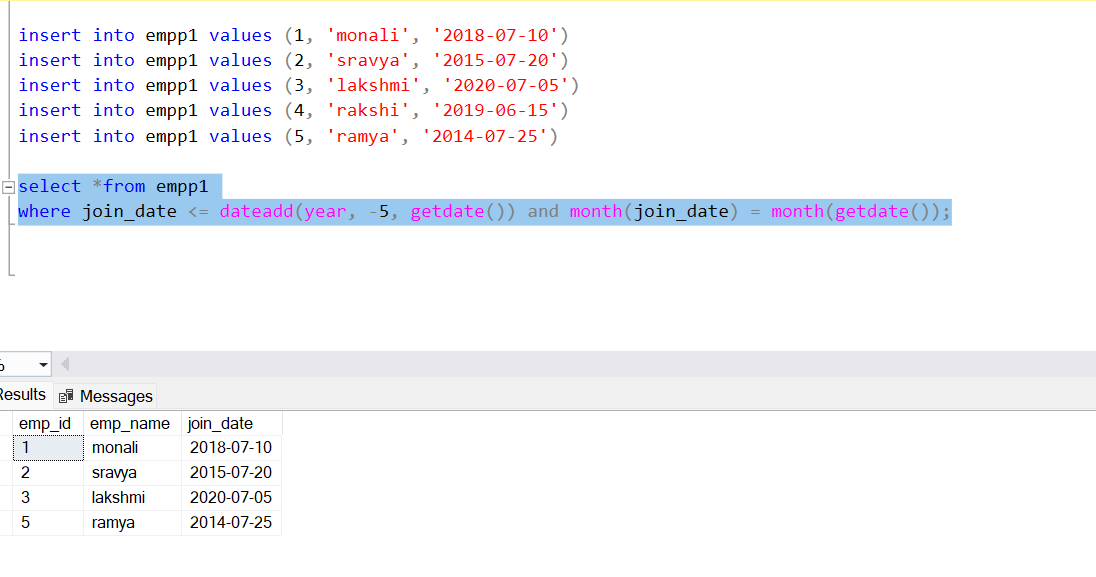 insert into empp1 values (1, 'monali', '2018-07-10')
insert into empp1 values (2, 'sravya', '2015-07-20')
insert into empp1 values (3, 'lakshmi', '2020-07-05')
insert into empp1 values (4, 'rakshi', '2019-06-15')
insert into empp1 values (5, 'ramya', '2014-07-25')
select *from empp1
where join_date <= dateadd(year, -5, getdate()) and month(join_date) = month(getdate());
Results Messages
emp_id emp_name join_date
1 monali 2018-07-10
2 sravya 2015-07-20
3 lakshmi 2020-07-05
5 ramya 2014-07-25